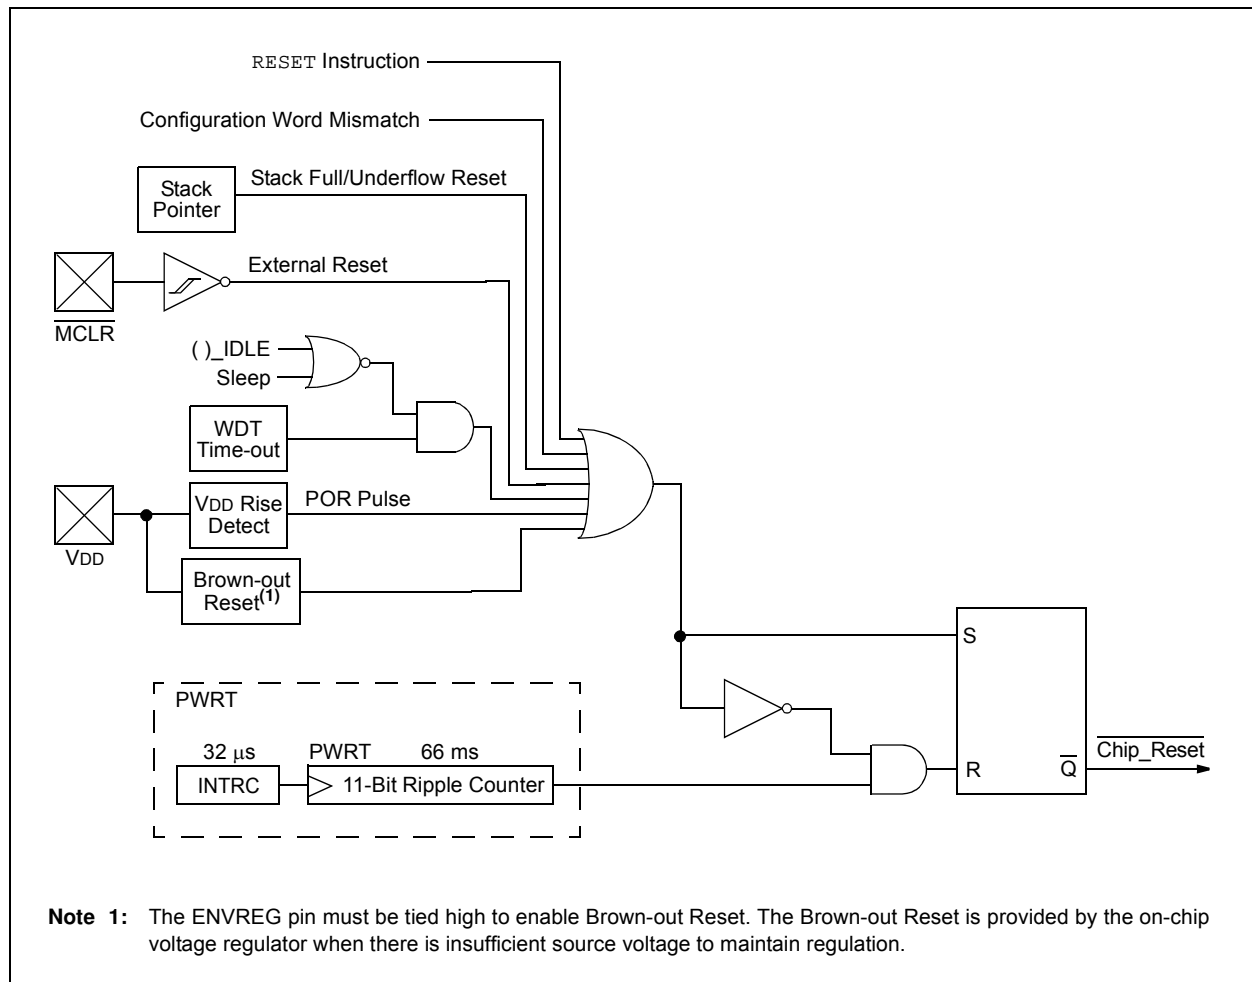 RESET Instruction
Configuration Word Mismatch
Stack Full/Underflow Reset
Stack
Pointer
External Reset
MCLR
( )_IDLE
Sleep
WDT
Time-out
VDD Rise
Detect
POR Pulse
VDD
Brown-out
Reset(1)
S
PWRT
32 μs
PWRT
66 ms
INTRC
11-Bit Ripple Counter
R
Q
Chip_Reset
Note 1: The ENVREG pin must be tied high to enable Brown-out Reset. The Brown-out Reset is provided by the on-chip
voltage regulator when there is insufficient source voltage to maintain regulation.